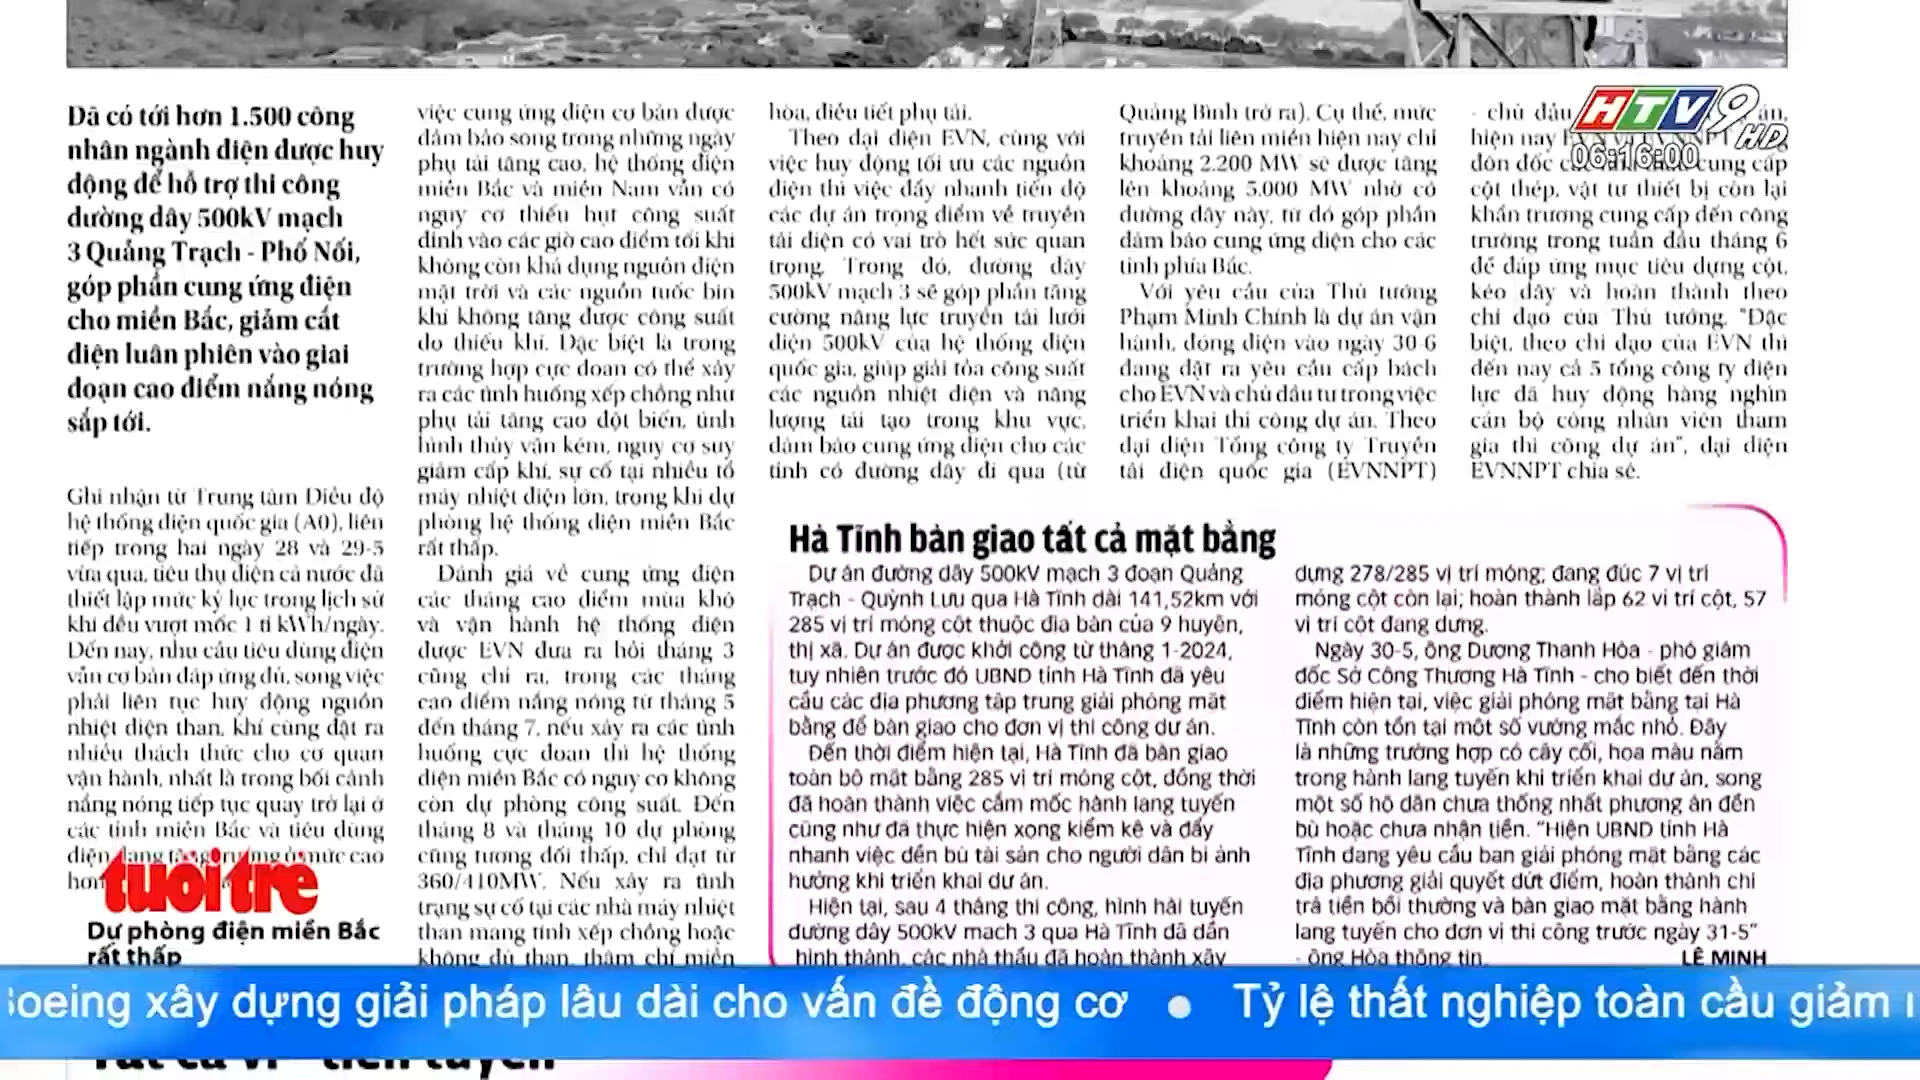 Đã có tới hơn 1.500 công
nhân ngành điện được huy
động để hỗ trợ thi công
đường dây 500kV mạch
3 Quảng Trạch - Phố Nối,
góp phần cung ứng điện
cho miền Bắc, giảm cắt
điện luân phiên vào giai
đoạn cao điểm nắng nóng
sắp tới.
Ghi nhận từ Trung tâm Điều độ
hệ thống điện quốc gia (A0), liên
tiếp trong hai ngày 28 và 29-5
vừa qua, tiêu thụ điện cả nước đã
thiết lập mức kỷ lục trong lịch sử
khi đều vượt mốc 1 tỉ kWh/ngày.
Đến nay, nhu cầu tiêu dùng điện
vẫn cơ bản đáp ứng đủ, song việc
phải liên tục huy động nguồn
nhiệt điện than, khí cũng đặt ra
nhiều thách thức cho cơ quan
vận hành, nhất là trong bối cảnh
nắng nóng tiếp tục quay trở lại ở
các tỉnh miền Bắc và tiêu dùng
điện đang tăng trưởng ở mức cao
tuổi trẻ
Dự phòng điện miền Bắc
rất thấp
việc cung ứng điện cơ bản được
đảm bảo song trong những ngày
phụ tải tăng cao, hệ thống điện
miền Bắc và miền Nam vẫn có
nguy cơ thiếu hụt công suất
đỉnh vào các giờ cao điểm tối khi
không còn khả dụng nguồn điện
mặt trời và các nguồn tuốc bin
khí không tăng được công suất
do thiếu khí. Đặc biệt là trong
trường hợp cực đoan có thể xảy
ra các tình huống xếp chồng như
phụ tải tăng cao đột biến, tình
hình thủy văn kém, nguy cơ suy
giảm cấp khí, sự cố tại nhiều tổ
máy nhiệt điện lớn, trong khi dự
phòng hệ thống điện miền Bắc
rất thấp.
Đánh giá về cung ứng điện
các tháng cao điểm mùa khô
và vận hành hệ thống điện
được EVN đưa ra hồi tháng 3
cũng chỉ ra, trong các tháng
cao điểm nắng nóng từ tháng 5
đến tháng 7, nếu xảy ra các tình
huống cực đoan thì hệ thống
điện miền Bắc có nguy cơ không
còn dự phòng công suất. Đến
tháng 8 và tháng 10 dự phòng
cũng tương đối thấp, chỉ đạt từ
360/410MW. Nếu xảy ra tình
trạng sự cố tại các nhà máy nhiệt
than mang tính xếp chồng hoặc
không đủ than, thậm chí miền
hòa, điều tiết phụ tải.
Theo đại diện EVN, cùng với
việc huy động tối ưu các nguồn
điện thì việc đẩy nhanh tiến độ
các dự án trọng điểm về truyền
tải điện có vai trò hết sức quan
trọng. Trong đó, đường dây
500kV mạch 3 sẽ góp phần tăng
cường năng lực truyền tải lưới
điện 500kV của hệ thống điện
quốc gia, giúp giải tỏa công suất
các nguồn nhiệt điện và năng
lượng tái tạo trong khu vực,
đảm bảo cung ứng điện cho các
tỉnh có đường dây đi qua (từ
Quảng Bình trở ra). Cụ thể, mức
truyền tải liên miền hiện nay chỉ
khoảng 2.200 MW sẽ được tăng
lên khoảng 5.000 MW nhờ có
đường dây này, từ đó góp phần
đảm bảo cung ứng điện cho các
tỉnh phía Bắc.
Với yêu cầu của Thủ tướng
Phạm Minh Chính là dự án vận
hành, đóng điện vào ngày 30-6
đang đặt ra yêu cầu cấp bách
cho EVN và chủ đầu tư trong việc
triển khai thi công dự án. Theo
đại diện Tổng công ty Truyền
tải điện quốc gia (EVNNPT)
- chủ đầu án,
hiện nay
đôn đốc các nhà thầu cung cấp
cột thép, vật tư thiết bị còn lại
khẩn trương cung cấp đến công
trường trong tuần đầu tháng 6
để đáp ứng mục tiêu dựng cột,
kéo dây và hoàn thành theo
chỉ đạo của Thủ tướng. "Đặc
biệt, theo chỉ đạo của EVN thì
đến nay cả 5 tổng công ty điện
lực đã huy động hàng nghìn
cán bộ công nhân viên tham
gia thi công dự án", đại diện
EVNNPT chia sẻ.
HTV9 HD
06:16:00
Hà Tĩnh bàn giao tất cả mặt bằng
Dự án đường dây 500kV mạch 3 đoạn Quảng
Trạch - Quỳnh Lưu qua Hà Tĩnh dài 141,52km với
285 vị trí móng cột thuộc địa bàn của 9 huyện,
thị xã. Dự án được khởi công từ tháng 1-2024,
tuy nhiên trước đó UBND tỉnh Hà Tĩnh đã yêu
cầu các địa phương tập trung giải phóng mặt
bằng để bàn giao cho đơn vị thi công dự án.
Đến thời điểm hiện tại, Hà Tĩnh đã bàn giao
toàn bộ mặt bằng 285 vị trí móng cột, đồng thời
đã hoàn thành việc cắm mốc hành lang tuyến
cũng như đã thực hiện xong kiểm kê và đẩy
nhanh việc đền bù tài sản cho người dân bị ảnh
hưởng khi triển khai dự án.
Hiện tại, sau 4 tháng thi công, hình hài tuyến
đường dây 500kV mạch 3 qua Hà Tĩnh đã dần
hình thành, các nhà thầu đã hoàn thành xây
dựng 278/285 vị trí móng; đang đúc 7 vị trí
móng cột còn lại; hoàn thành lắp 62 vị trí cột, 57
vị trí cột đang dựng.
Ngày 30-5, ông Dương Thanh Hòa - phó giám
đốc Sở Công Thương Hà Tĩnh - cho biết đến thời
điểm hiện tại, việc giải phóng mặt bằng tại Hà
Tĩnh còn tồn tại một số vướng mắc nhỏ. Đây
là những trường hợp có cây cối, hoa màu nằm
trong hành lang tuyến khi triển khai dự án, song
một số hộ dân chưa thống nhất phương án đền
bù hoặc chưa nhận tiền. "Hiện UBND tỉnh Hà
Tĩnh đang yêu cầu ban giải phóng mặt bằng các
địa phương giải quyết dứt điểm, hoàn thành chi
trả tiền bồi thường và bàn giao mặt bằng hành
lang tuyến cho đơn vị thi công trước ngày 31-5"
- ông Hòa thông tin.
LÊ MINH
Boeing xây dựng giải pháp lâu dài cho vấn đề động cơ • Tỷ lệ thất nghiệp toàn cầu giảm